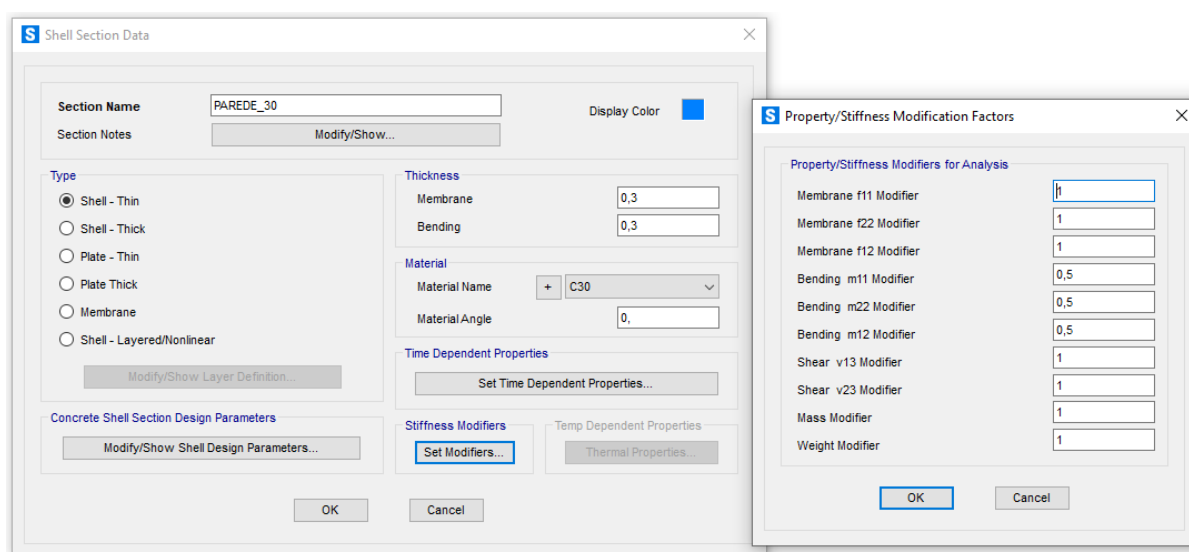 S Shell Section Data
Section Name PAREDE_30 Display Color
Section Notes Modify/Show...
Type
Shell - Thin
Shell - Thick
Plate - Thin
Plate Thick
Membrane
Shell - Layered/Nonlinear
Modify/Show Layer Definition...
Concrete Shell Section Design Parameters
Modify/Show Shell Design Parameters...
Thickness
Membrane 0,3
Bending 0,3
Material
Material Name + C30
Material Angle 0,
Time Dependent Properties
Set Time Dependent Properties...
Stiffness Modifiers
Set Modifiers...
Temp Dependent Properties
Thermal Properties...
OK Cancel
S Property/Stiffness Modification Factors
Property/Stiffness Modifiers for Analysis
Membrane f11 Modifier 1
Membrane f22 Modifier 1
Membrane f12 Modifier 1
Bending m11 Modifier 0,5
Bending m22 Modifier 0,5
Bending m12 Modifier 0,5
Shear v13 Modifier 1
Shear v23 Modifier 1
Mass Modifier 1
Weight Modifier 1
OK Cancel